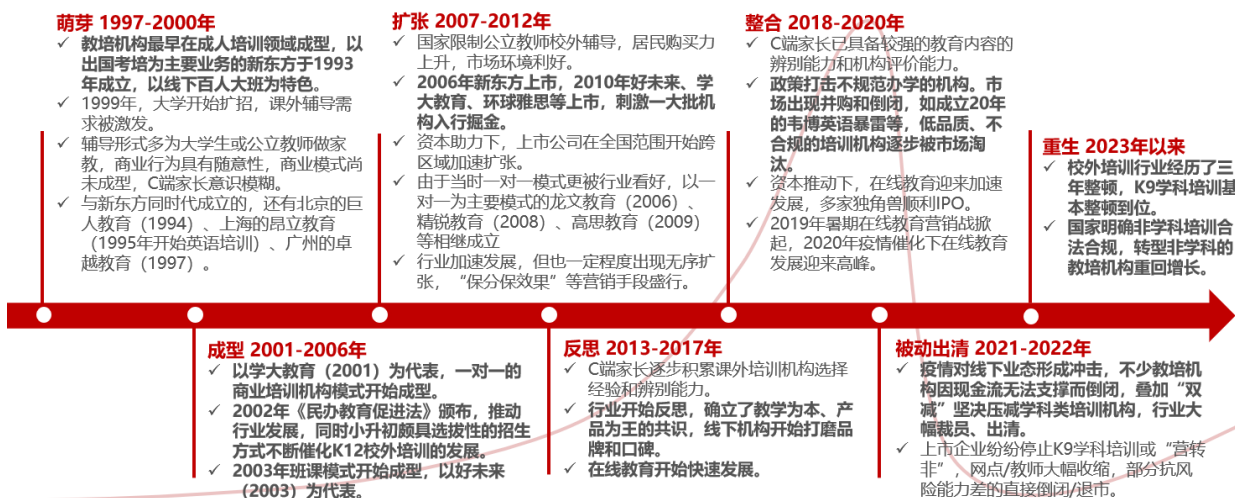 萌芽 1997-2000年
✓ 教培机构最早在成人培训领域成型，以
出国考培为主要业务的新东方于1993
年成立，以线下百人大班为特色。
✓ 1999年，大学开始扩招，课外辅导需
求被激发。
✓ 辅导形式多为大学生或公立教师做家
教，商业行为具有随意性，商业模式尚
未成型，C端家长意识模糊。
✓ 与新东方同时代成立的，还有北京的巨
人教育（1994）、上海的昂立教育
（1995年开始英语培训）、广州的卓
越教育（1997）。
扩张 2007-2012年
✓ 国家限制公立教师校外辅导，居民购买力
上升，市场环境利好。
✓ 2006年新东方上市，2010年好未来、学
大教育、环球雅思等上市，刺激一大批机
构入行掘金。
✓ 资本助力下，上市公司在全国范围开始跨
区域加速扩张。
✓ 由于当时一对一模式更被行业看好，以一
对一为主要模式的龙文教育（2006）、
精锐教育（2008）、高思教育（2009）
等相继成立
✓ 行业加速发展，但也一定程度出现无序扩
张，“保分保效果”等营销手段盛行。
整合 2018-2020年
✓ C端家长已具备较强的教育内容的
辨别能力和机构评价能力。
✓ 政策打击不规范办学的机构。市
场出现并购和倒闭，如成立20年
的韦博英语暴雷等，低品质、不
合规的培训机构逐步被市场淘
汰。
✓ 资本推动下，在线教育迎来加速
发展，多家独角兽顺利IPO。
✓ 2019年暑期在线教育营销战掀
起，2020年疫情催化下在线教育
发展迎来高峰。
重生 2023年以来
✓ 校外培训行业经历了三
年整顿，K9学科培训基
本整顿到位。
✓ 国家明确非学科培训合
法合规，转型非学科的
教培机构重回增长。
成型 2001-2006年
✓ 以学大教育（2001）为代表，一对一的
商业培训机构模式开始成型。
✓ 2002年《民办教育促进法》颁布，推动
行业发展，同时小升初颇具选拔性的招生
方式不断催化K12校外培训的发展。
✓ 2003年班课模式开始成型，以好未来
（2003）为代表。
反思 2013-2017年
✓ C端家长逐步积累课外培训机构选择
经验和辨别能力。
✓ 行业开始反思，确立了教学为本、产
品为王的共识，线下机构开始打磨品
牌和口碑。
✓ 在线教育开始快速发展。
被动出清 2021-2022年
✓ 疫情对线下业态形成冲击，不少教培机
构因现金流无法支撑而倒闭，叠加“双
减”坚决压减学科类培训机构，行业大
幅裁员、出清。
✓ 上市企业纷纷停止K9学科培训或“营转
非”，网点/教师大幅收缩，部分抗风
险能力差的直接倒闭/退市。